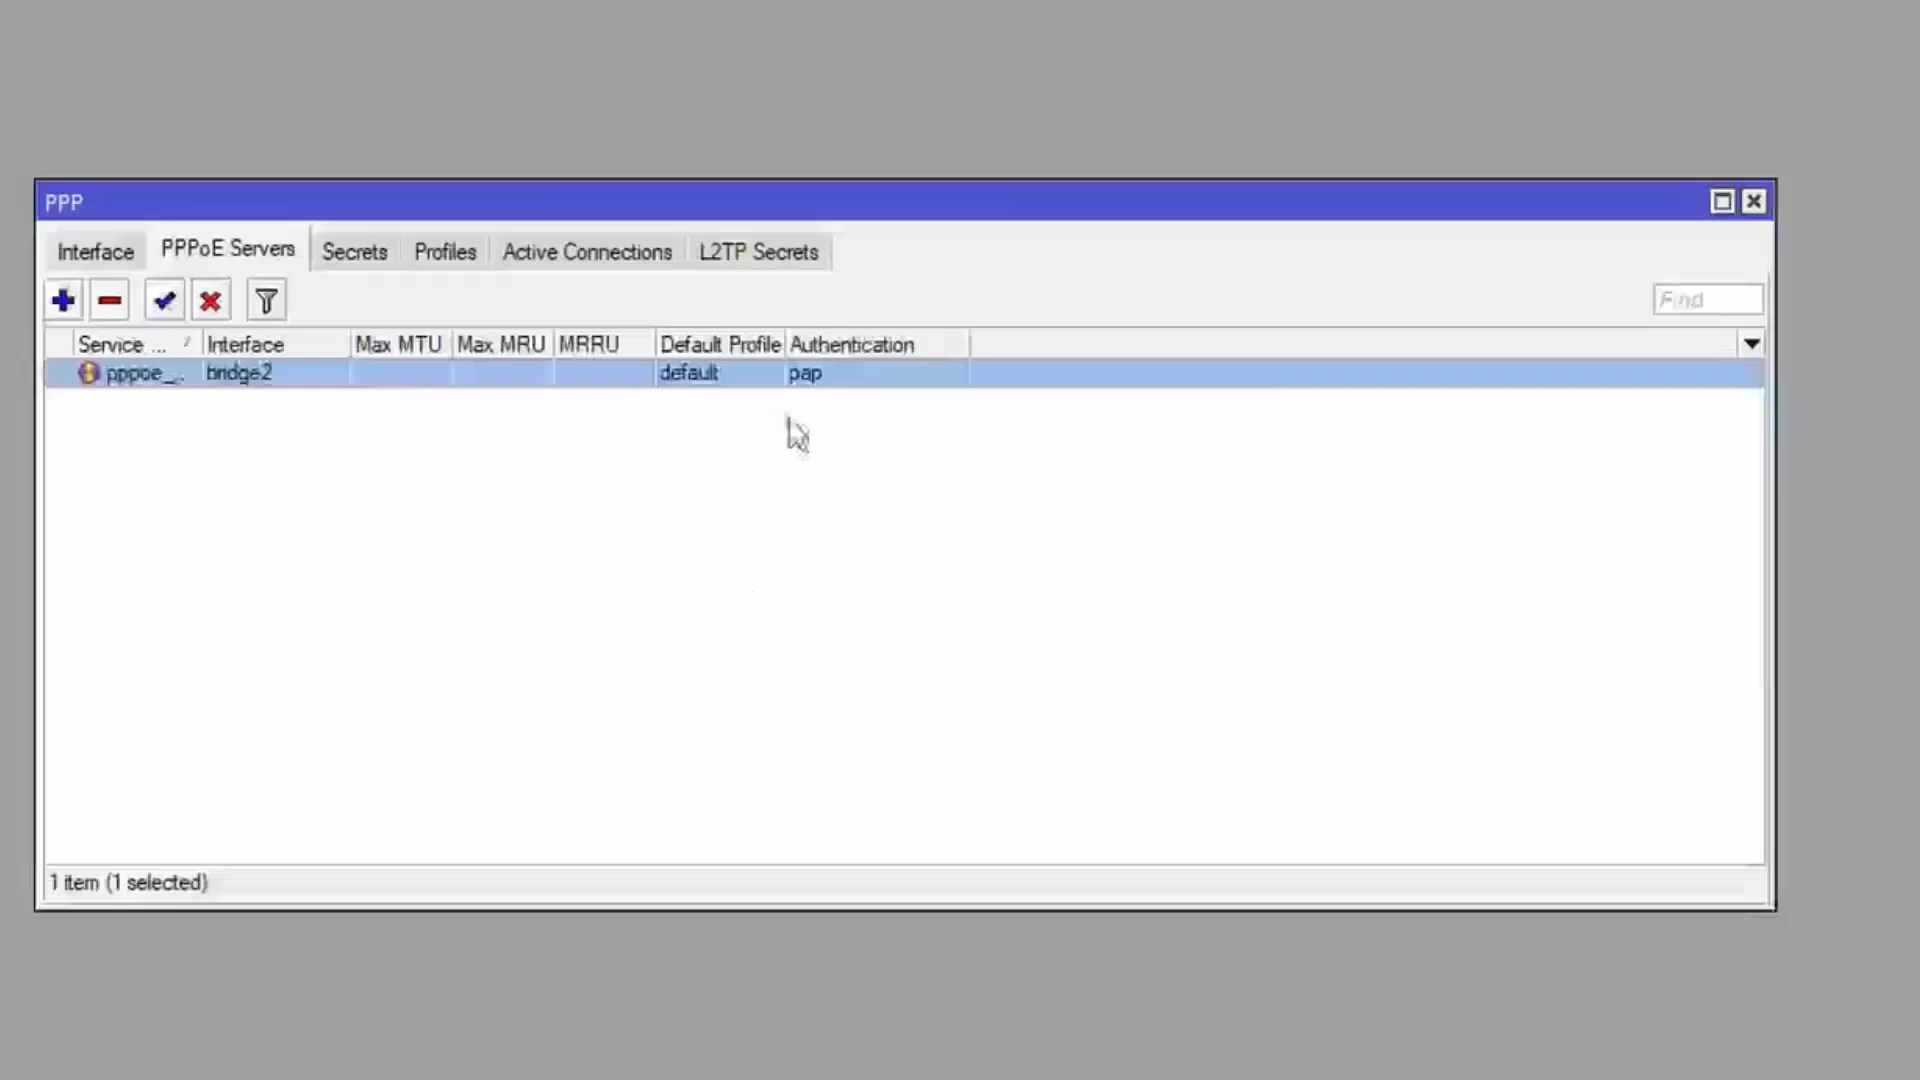 PPP
Interface PPPoE Servers Secrets Profiles Active Connections L2TP Secrets
Find
Service ... Interface Max MTU Max MRU MRRU Default Profile Authentication
pppoe_... bridge2 default pap
1 item (1 selected)